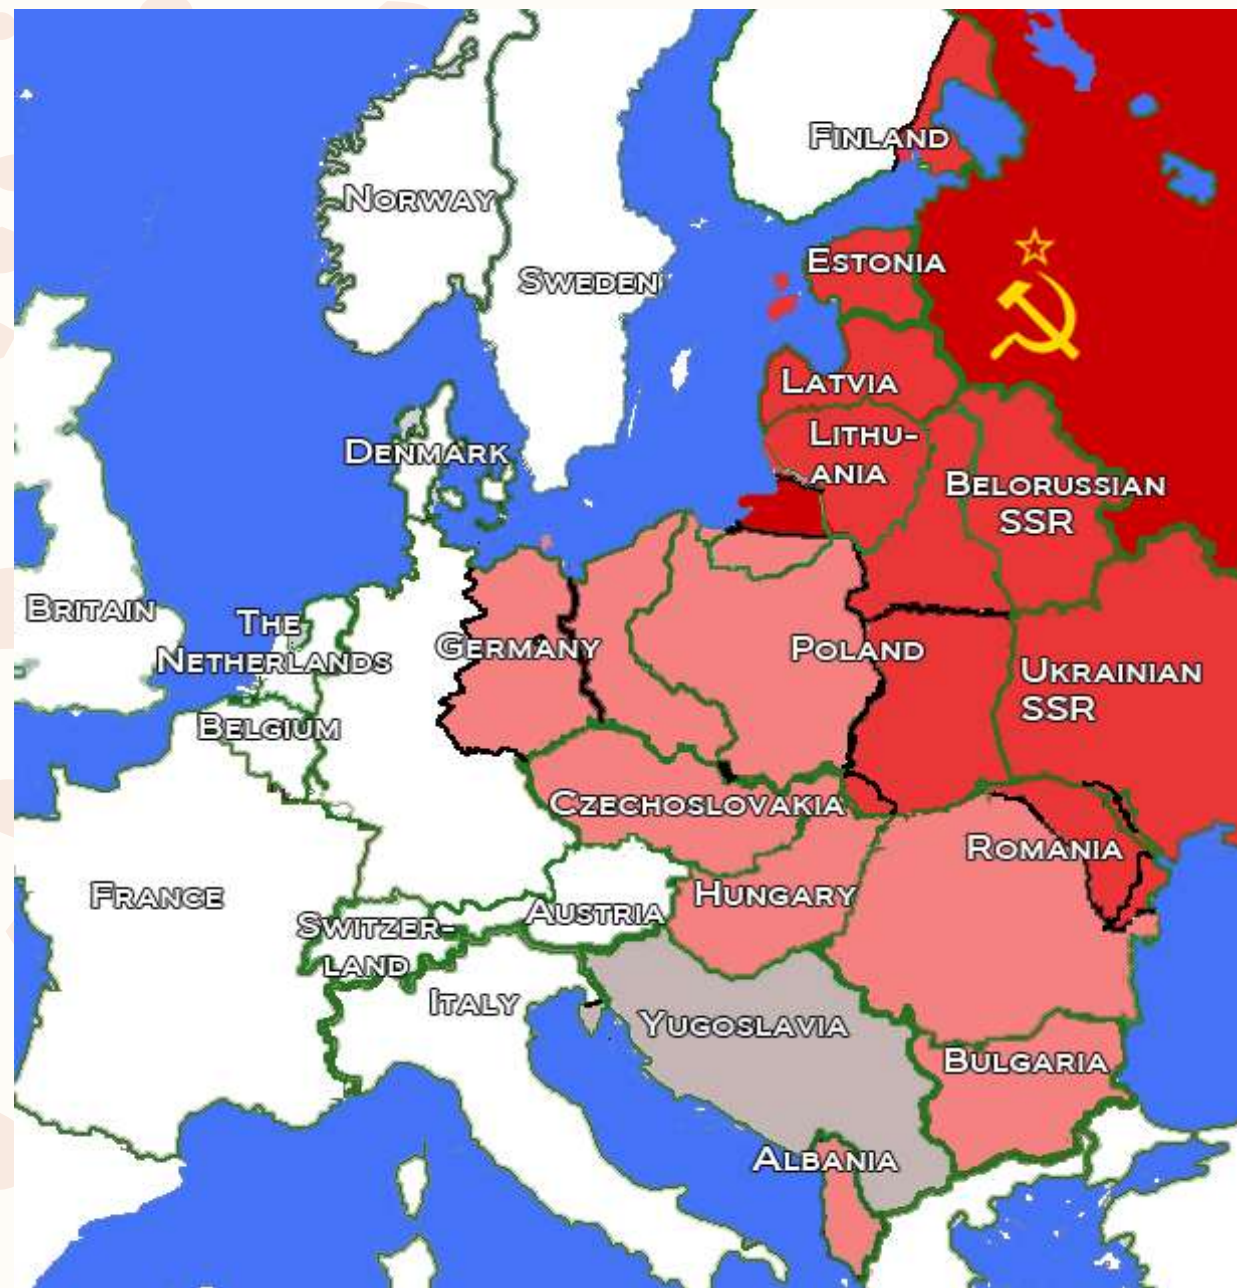 Finland
Norway
Estonia
Sweden
Latvia
Lithu-
ania
Denmark
Belorussian
SSR
Britain
The
Netherlands
Germany
Poland
Ukrainian
SSR
Belgium
Czechoslovakia
Romania
France
Hungary
Austria
Switzer-
land
Italy
Yugoslavia
Bulgaria
Albania